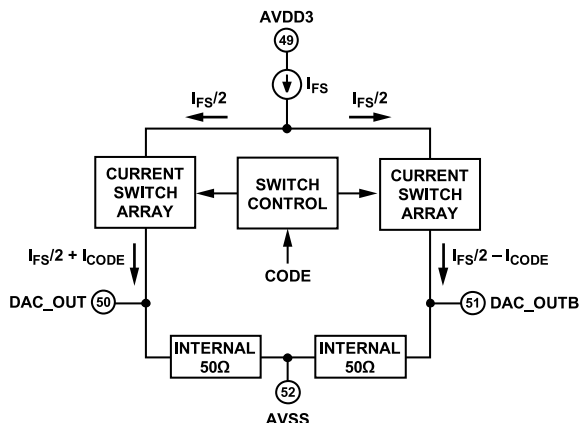 AVDD3
49
I_FS
I_FS/2
I_FS/2
CURRENT
SWITCH
ARRAY
SWITCH
CONTROL
CURRENT
SWITCH
ARRAY
I_FS/2 + I_CODE
CODE
I_FS/2 – I_CODE
DAC_OUT 50
51 DAC_OUTB
INTERNAL
50Ω
INTERNAL
50Ω
52
AVSS